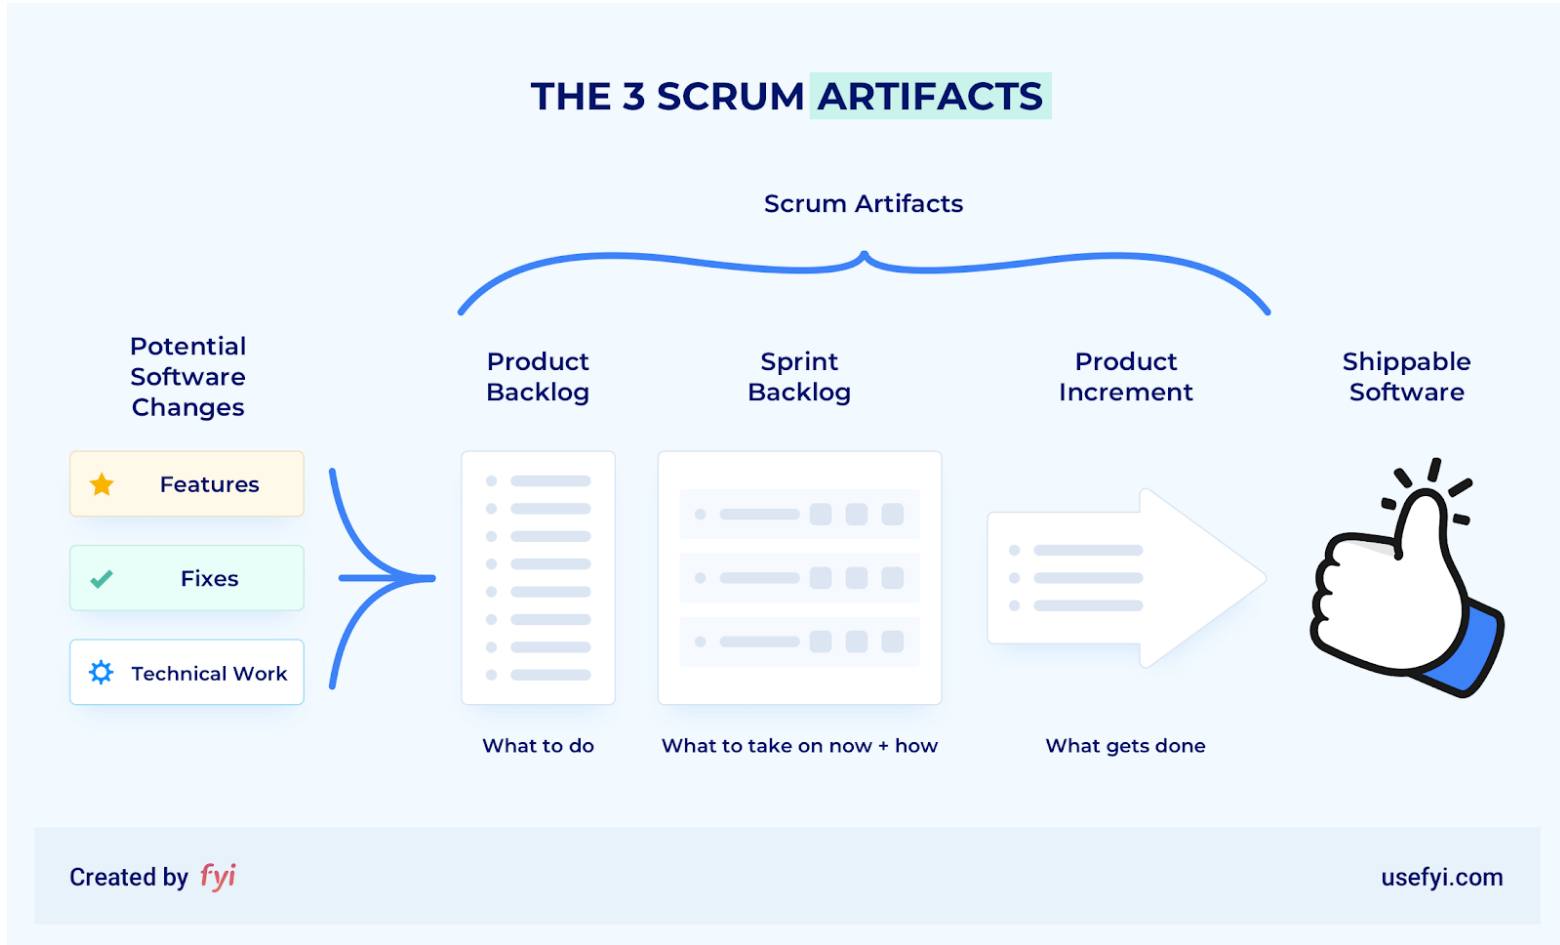 THE 3 SCRUM ARTIFACTS
Scrum Artifacts
Potential
Software
Changes
Features
Fixes
Technical Work
Product
Backlog
What to do
Sprint
Backlog
What to take on now + how
Product
Increment
What gets done
Shippable
Software
Created by fyi
usefyi.com